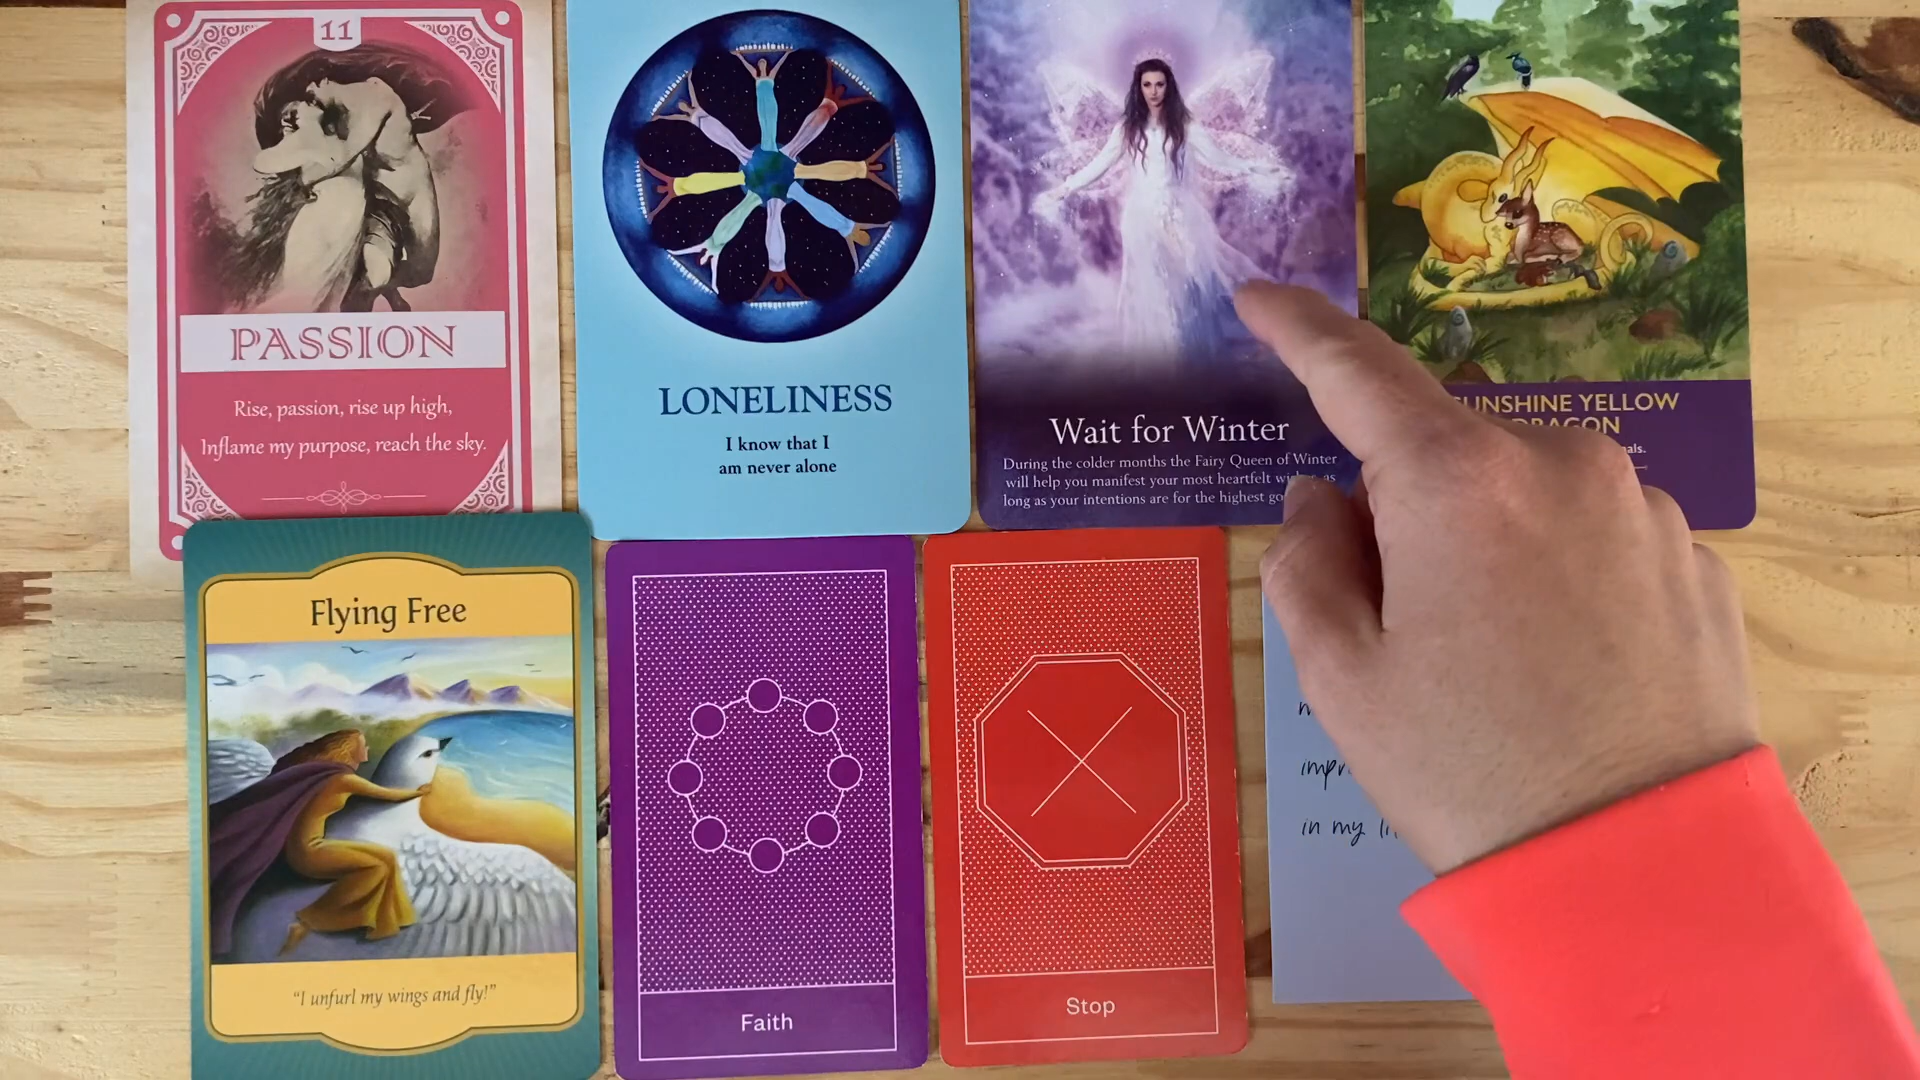 11
PASSION
Rise, passion, rise up high,
Inflame my purpose, reach the sky.
LONELINESS
I know that I
am never alone
Wait for Winter
During the colder months the Fairy Queen of Winter
will help you manifest your most heartfelt as
long as your intentions are for the highest
SUNSHINE YELLOW
DRAGON
Flying Free
"I unfurl my wings and fly!"
Faith
Stop
in my